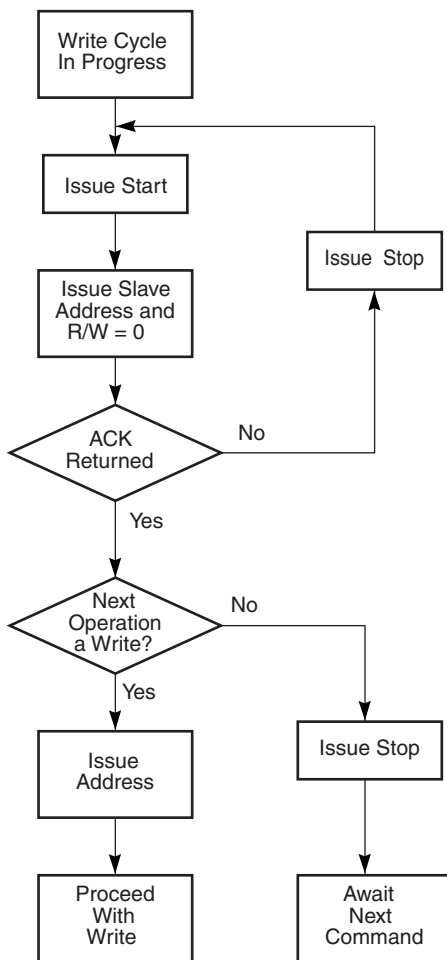 Write Cycle
In Progress
Issue Start
Issue Stop
Issue Slave
Address and
R/W = 0
ACK
Returned
No
Yes
Next
Operation
a Write?
No
Yes
Issue
Address
Issue Stop
Proceed
With
Write
Await
Next
Command